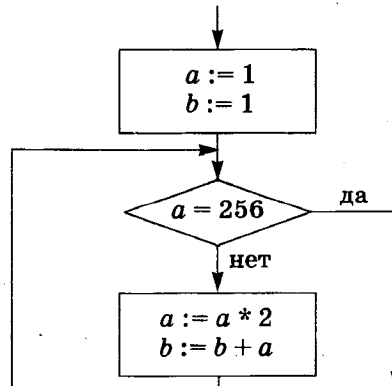 a := 1
b := 1
a = 256
да
нет
a := a * 2
b := b + a